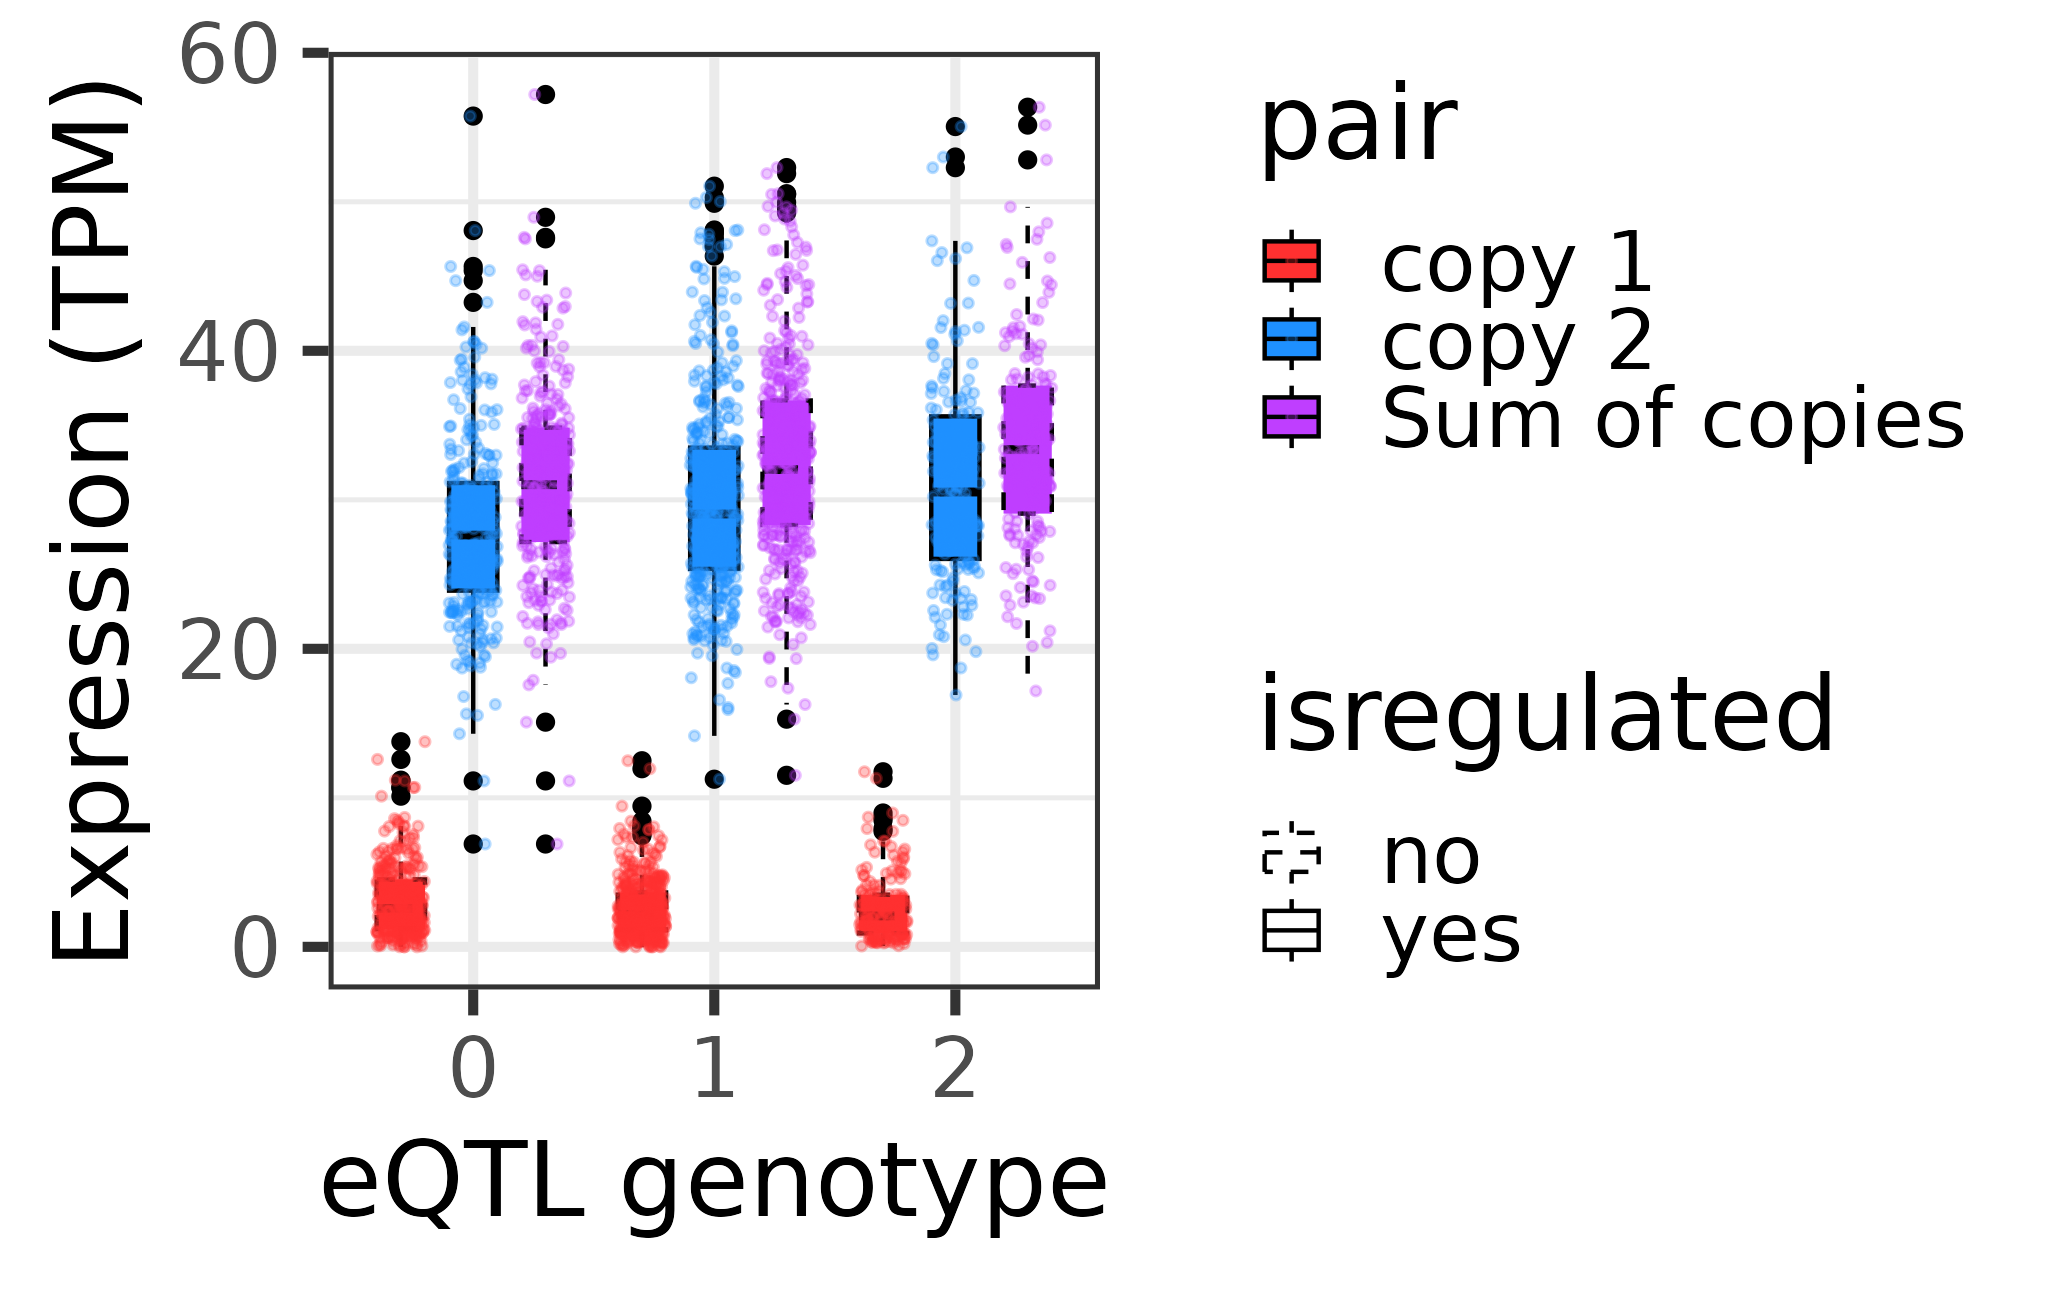 Expression (TPM)
60
40
20
0
0 1 2
eQTL genotype
pair
copy 1
copy 2
Sum of copies
isregulated
no
yes